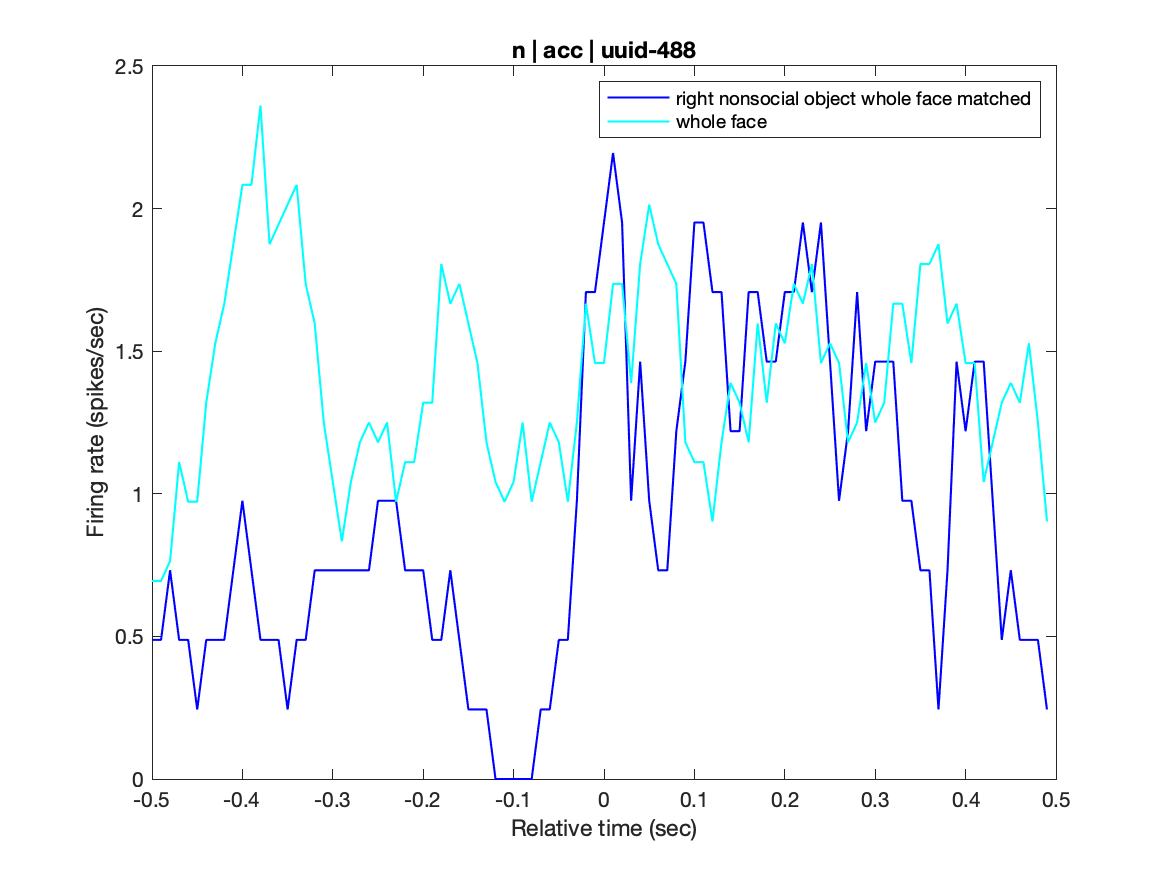 n | acc | uuid-488
2.5
right nonsocial object whole face matched
whole face
2
1.5
1
0.5
0
Firing rate (spikes/sec)
-0.5 -0.4 -0.3 -0.2 -0.1 0 0.1 0.2 0.3 0.4 0.5
Relative time (sec)